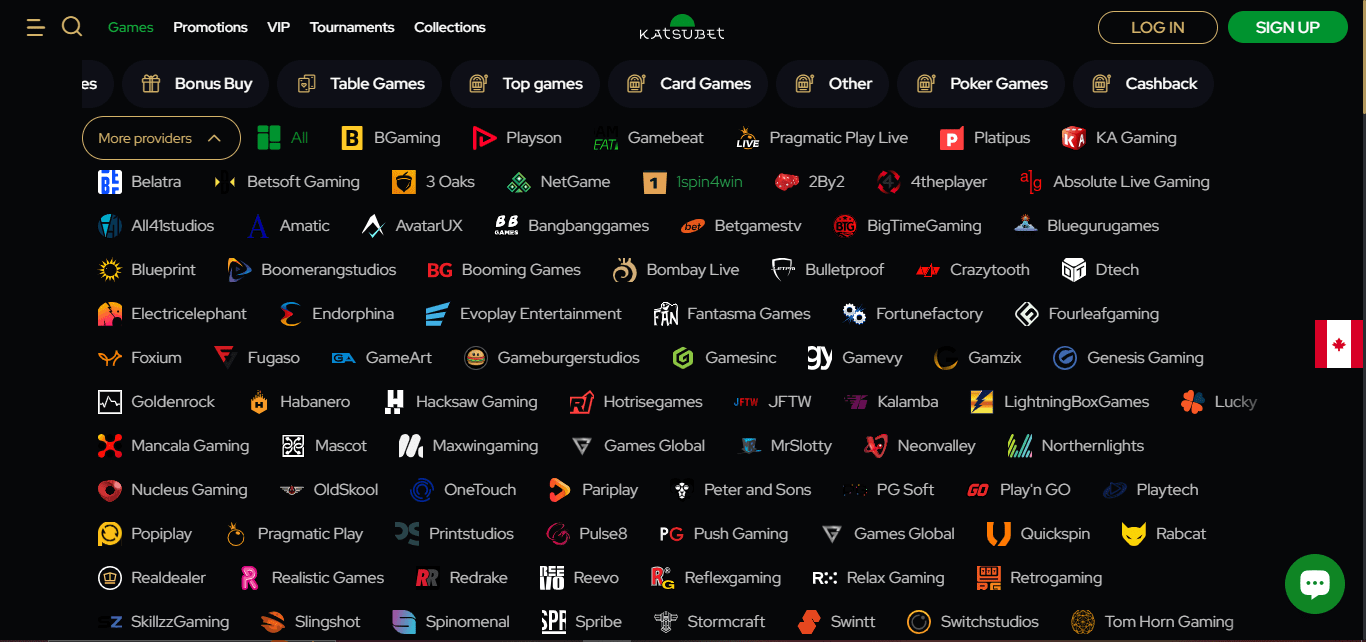 Games Promotions VIP Tournaments Collections KATSUBET LOG IN SIGN UP
es Bonus Buy Table Games Top games Card Games Other Poker Games Cashback
More providers All BGaming Playson Gamebeat Pragmatic Play Live Platipus KA Gaming
Belatra Betsoft Gaming 3 Oaks NetGame 1spin4win 2By2 4theplayer Absolute Live Gaming
All41studios Amatic AvatarUX Bangbanggames Betgamestv BigTimeGaming Bluegurugames
Blueprint Boomerangstudios Booming Games Bombay Live Bulletproof Crazytooth Dtech
Electricelephant Endorphina Evoplay Entertainment Fantasma Games Fortunefactory Fourleafgaming
Foxium Fugaso GameArt Gameburgerstudios Gamesinc Gamevy Gamzix Genesis Gaming
Goldenrock Habanero Hacksaw Gaming Hotrisegames JFTW Kalamba LightningBoxGames Lucky
Mancala Gaming Mascot Maxwingaming Games Global MrSlotty Neonvalley Northernlights
Nucleus Gaming OldSkool OneTouch Pariplay Peter and Sons PG Soft Play'n GO Playtech
Popiplay Pragmatic Play Printstudios Pulse8 Push Gaming Games Global Quickspin Rabcat
Realdealer Realistic Games Redrake Reevo Reflexgaming Relax Gaming Retrogaming
SkillzzGaming Slingshot Spinomenal Spribe Stormcraft Swintt Switchstudios Tom Horn Gaming